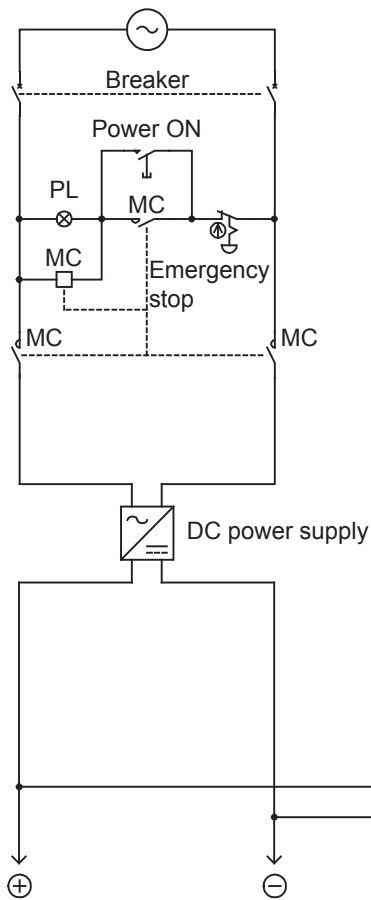 Breaker
Power ON
PL
MC
MC
Emergency
stop
MC
MC
DC power supply